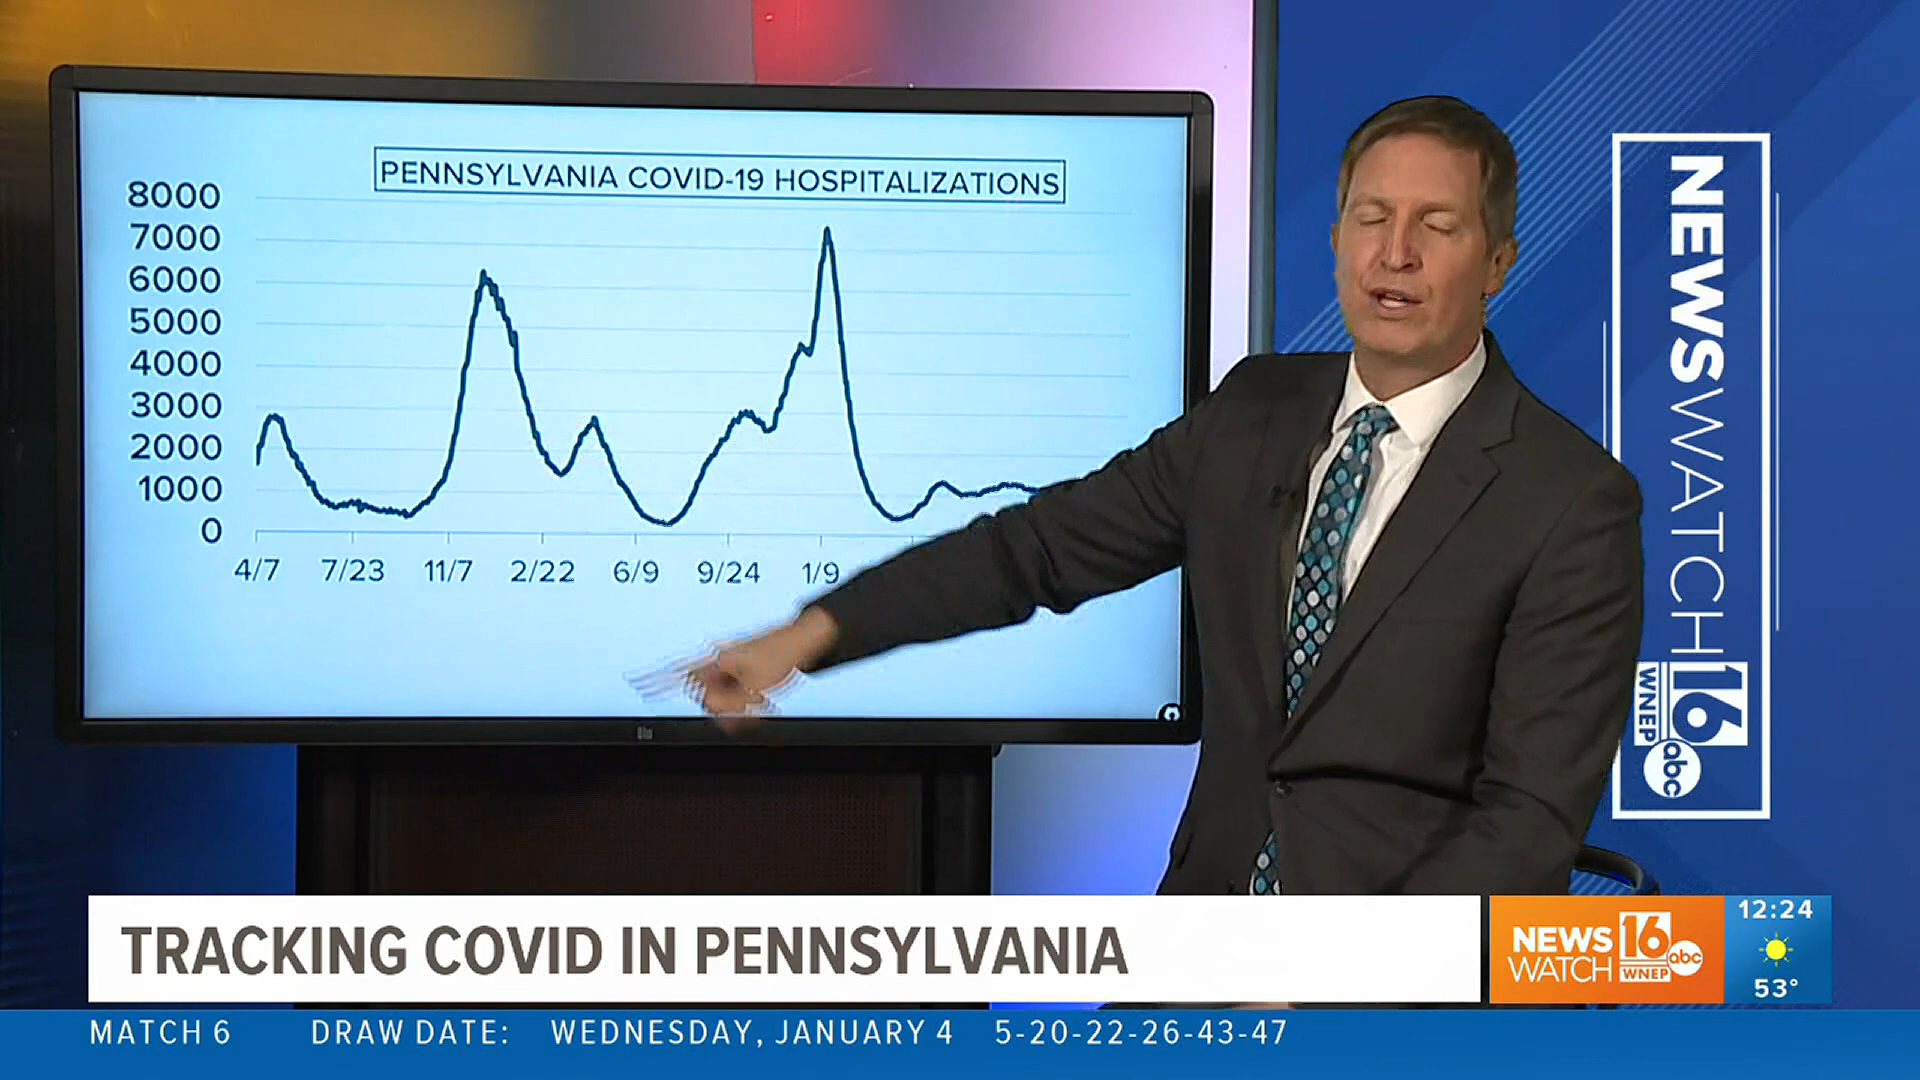 PENNSYLVANIA COVID-19 HOSPITALIZATIONS
8000
7000
6000
5000
4000
3000
2000
1000
0
4/7 7/23 11/7 2/22 6/9 9/24 1/9
NEWSWATCH
16
WNEP
abc
TRACKING COVID IN PENNSYLVANIA
NEWS 16 abc
WATCH WNEP
12:24
53°
MATCH 6 DRAW DATE: WEDNESDAY, JANUARY 4 5-20-22-26-43-47